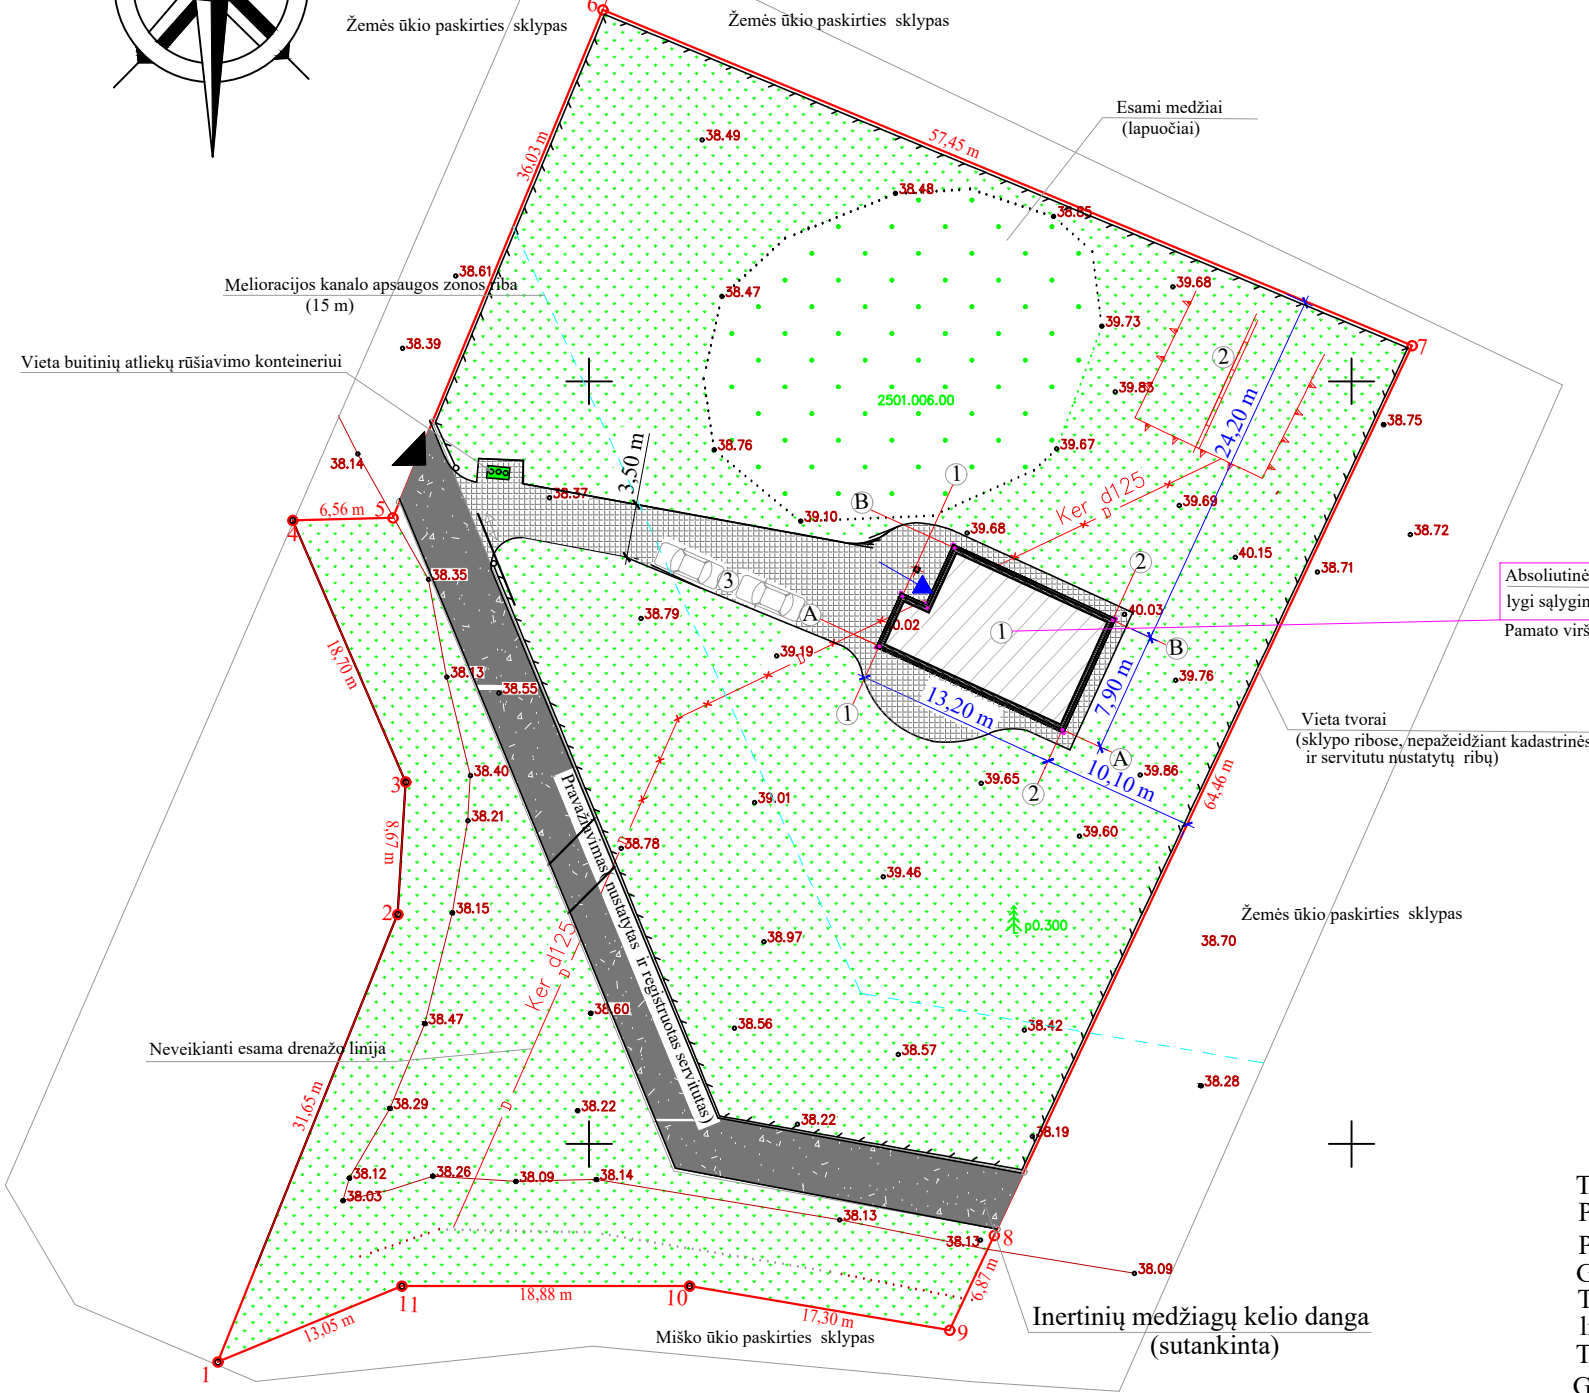 Žemės ūkio paskirties sklypas
6
Žemės ūkio paskirties sklypas
Esami medžiai
(lapuočiai)
57,45 m
36,03 m
38.49
38.48
38.85
38.61
Melioracijos kanalo apsaugos zonos riba
(15 m)
38.47
39.68
39.73
7
38.39
Vieta buitinių atliekų rūšiavimo konteineriui
2
39.85
2501.006.00
24,20 m
38.75
38.14
38.76
39.67
3,50 m
1
38.37
B
Ker d125
D
39.69
6,56 m
5
4
39.10
39.68
38.72
40.15
2
38.71
38.35
3
Absoliutinė
lygi sąlygin
Pamato virš
38.79
A
40.02
1
40.03
B
18,70 m
39.19
D
38.13
38.55
39.76
7,90 m
13,20 m
1
Vieta tvorai
(sklypo ribose, nepažeidžiant kadastrinės
ir servitutu nustatytų ribų)
A
10,10 m
39.86
38.40
3
39.65
2
64,46 m
39.01
38.21
8,67 m
39.60
38.78
D
Pravažiavimas(nustatytas ir registruotas servitutas)
39.46
2
38.15
Žemės ūkio paskirties sklypas
p0.300
38.97
38.70
Ker d125
D
38.60
38.47
38.56
38.42
Neveikianti esama drenažo linija
38.57
38.28
31,65 m
38.29
D
38.22
38.22
38.19
38.12
38.26
38.09
38.14
38.03
38.13
38.13
8
38.09
6,87 m
11
18,88 m
10
17,30 m
9
13,05 m
Inertinių medžiagų kelio danga
(sutankinta)
Miško ūkio paskirties sklypas
1
T
P
P
G
T
li
T
G